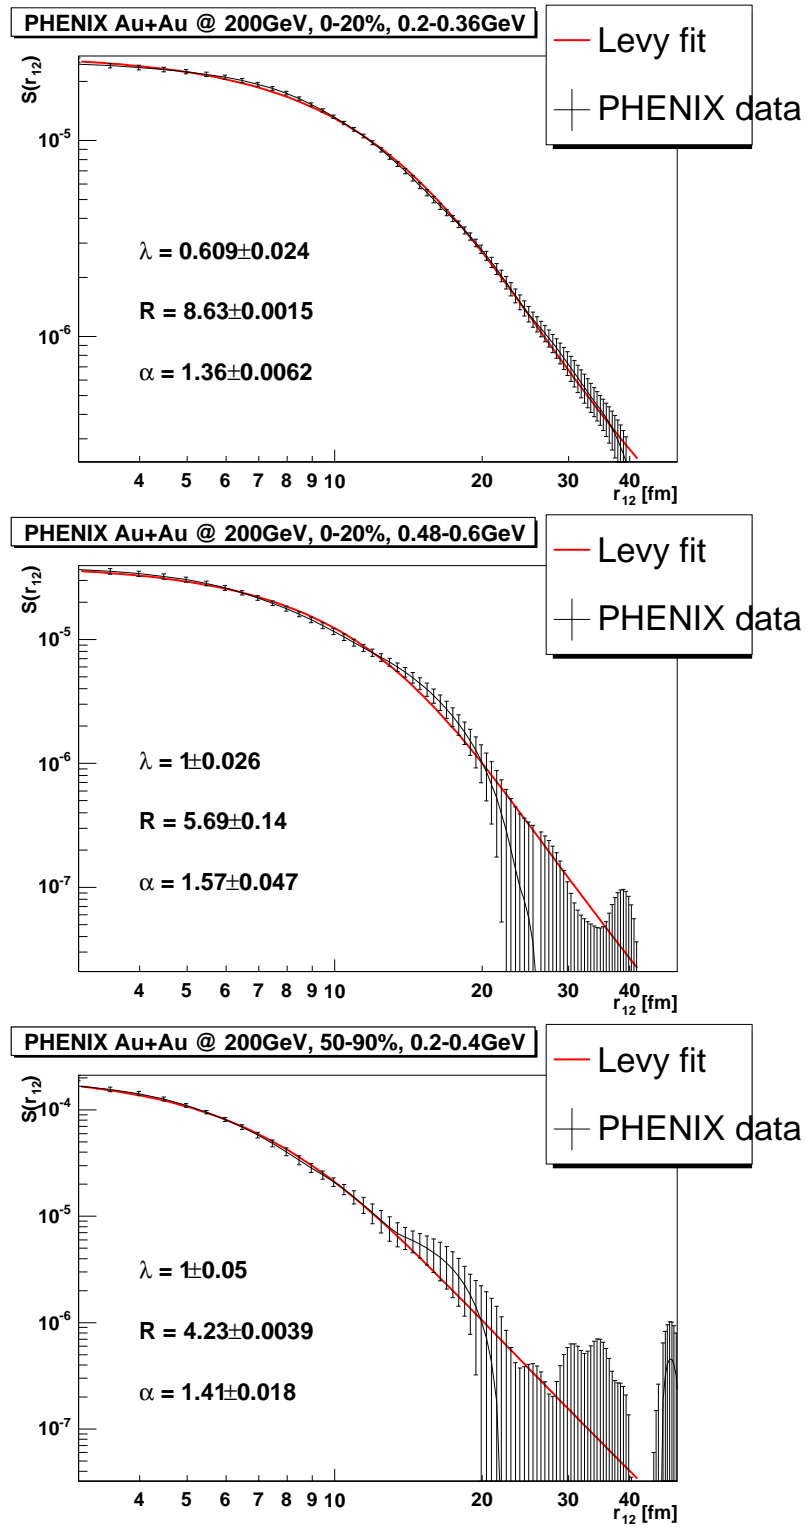 PHENIX Au+Au @ 200GeV, 0-20%, 0.2-0.36GeV
Levy fit
PHENIX data
S(r12)
10-5
10-6
λ = 0.609±0.024
R = 8.63±0.0015
α = 1.36±0.0062
4 5 6 7 8 9 10 20 30 40
r12 [fm]
PHENIX Au+Au @ 200GeV, 0-20%, 0.48-0.6GeV
Levy fit
PHENIX data
S(r12)
10-5
10-6
10-7
λ = 1±0.026
R = 5.69±0.14
α = 1.57±0.047
4 5 6 7 8 9 10 20 30 40
r12 [fm]
PHENIX Au+Au @ 200GeV, 50-90%, 0.2-0.4GeV
Levy fit
PHENIX data
S(r12)
10-4
10-5
10-6
10-7
λ = 1±0.05
R = 4.23±0.0039
α = 1.41±0.018
4 5 6 7 8 9 10 20 30 40
r12 [fm]